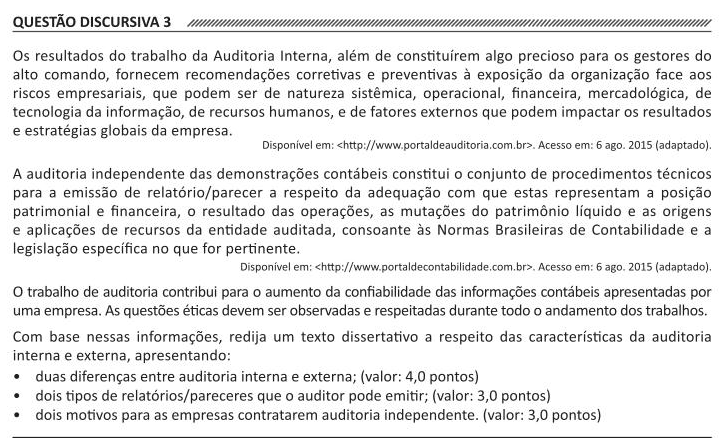 QUESTÃO DISCURSIVA 3
Os resultados do trabalho da Auditoria Interna, além de constituírem algo precioso para os gestores do
alto comando, fornecem recomendações corretivas e preventivas à exposição da organização face aos
riscos empresariais, que podem ser de natureza sistêmica, operacional, financeira, mercadológica, de
tecnologia da informação, de recursos humanos, e de fatores externos que podem impactar os resultados
e estratégias globais da empresa.
Disponível em: <http://www.portaldeauditoria.com.br>. Acesso em: 6 ago. 2015 (adaptado).
A auditoria independente das demonstrações contábeis constitui o conjunto de procedimentos técnicos
para a emissão de relatório/parecer a respeito da adequação com que estas representam a posição
patrimonial e financeira, o resultado das operações, as mutações do patrimônio líquido e as origens
e aplicações de recursos da entidade auditada, consoante às Normas Brasileiras de Contabilidade e a
legislação específica no que for pertinente.
Disponível em: <http://www.portaldecontabilidade.com.br>. Acesso em: 6 ago. 2015 (adaptado).
O trabalho de auditoria contribui para o aumento da confiabilidade das informações contábeis apresentadas por
uma empresa. As questões éticas devem ser observadas e respeitadas durante todo o andamento dos trabalhos.
Com base nessas informações, redija um texto dissertativo a respeito das características da auditoria
interna e externa, apresentando:
• duas diferenças entre auditoria interna e externa; (valor: 4,0 pontos)
• dois tipos de relatórios/pareceres que o auditor pode emitir; (valor: 3,0 pontos)
• dois motivos para as empresas contratarem auditoria independente. (valor: 3,0 pontos)